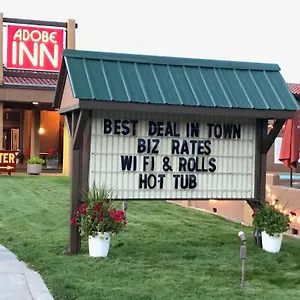 ADOBE
INN
BEST DEAL IN TOWN
BIZ RATES
WI FI & ROLLS
HOT TUB